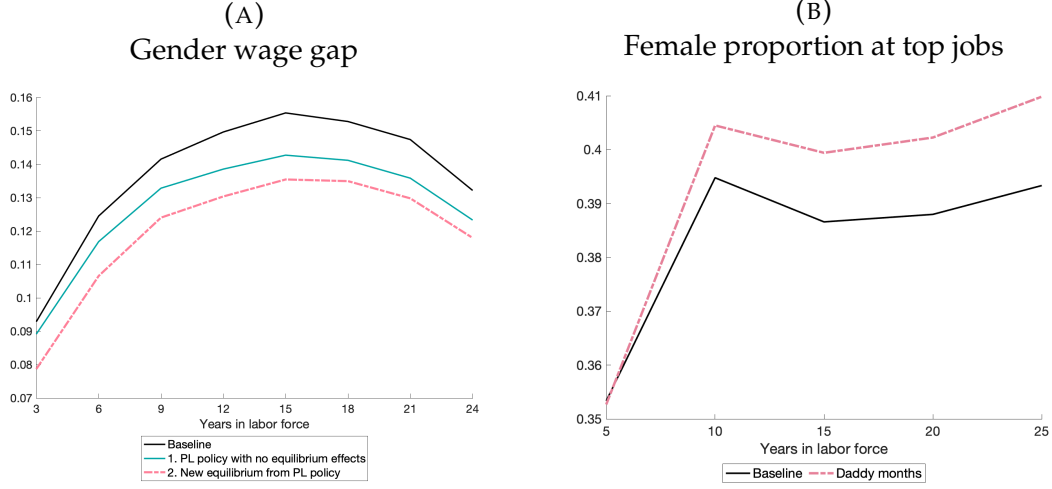 (A)
Gender wage gap
0.16
0.15
0.14
0.13
0.12
0.11
0.1
0.09
0.08
0.07
3 6 9 12 15 18 21 24
Years in labor force
Baseline
1. PL policy with no equilibrium effects
2. New equilibrium from PL policy
(B)
Female proportion at top jobs
0.41
0.4
0.39
0.38
0.37
0.36
0.35
5 10 15 20 25
Years in labor force
Baseline Daddy months